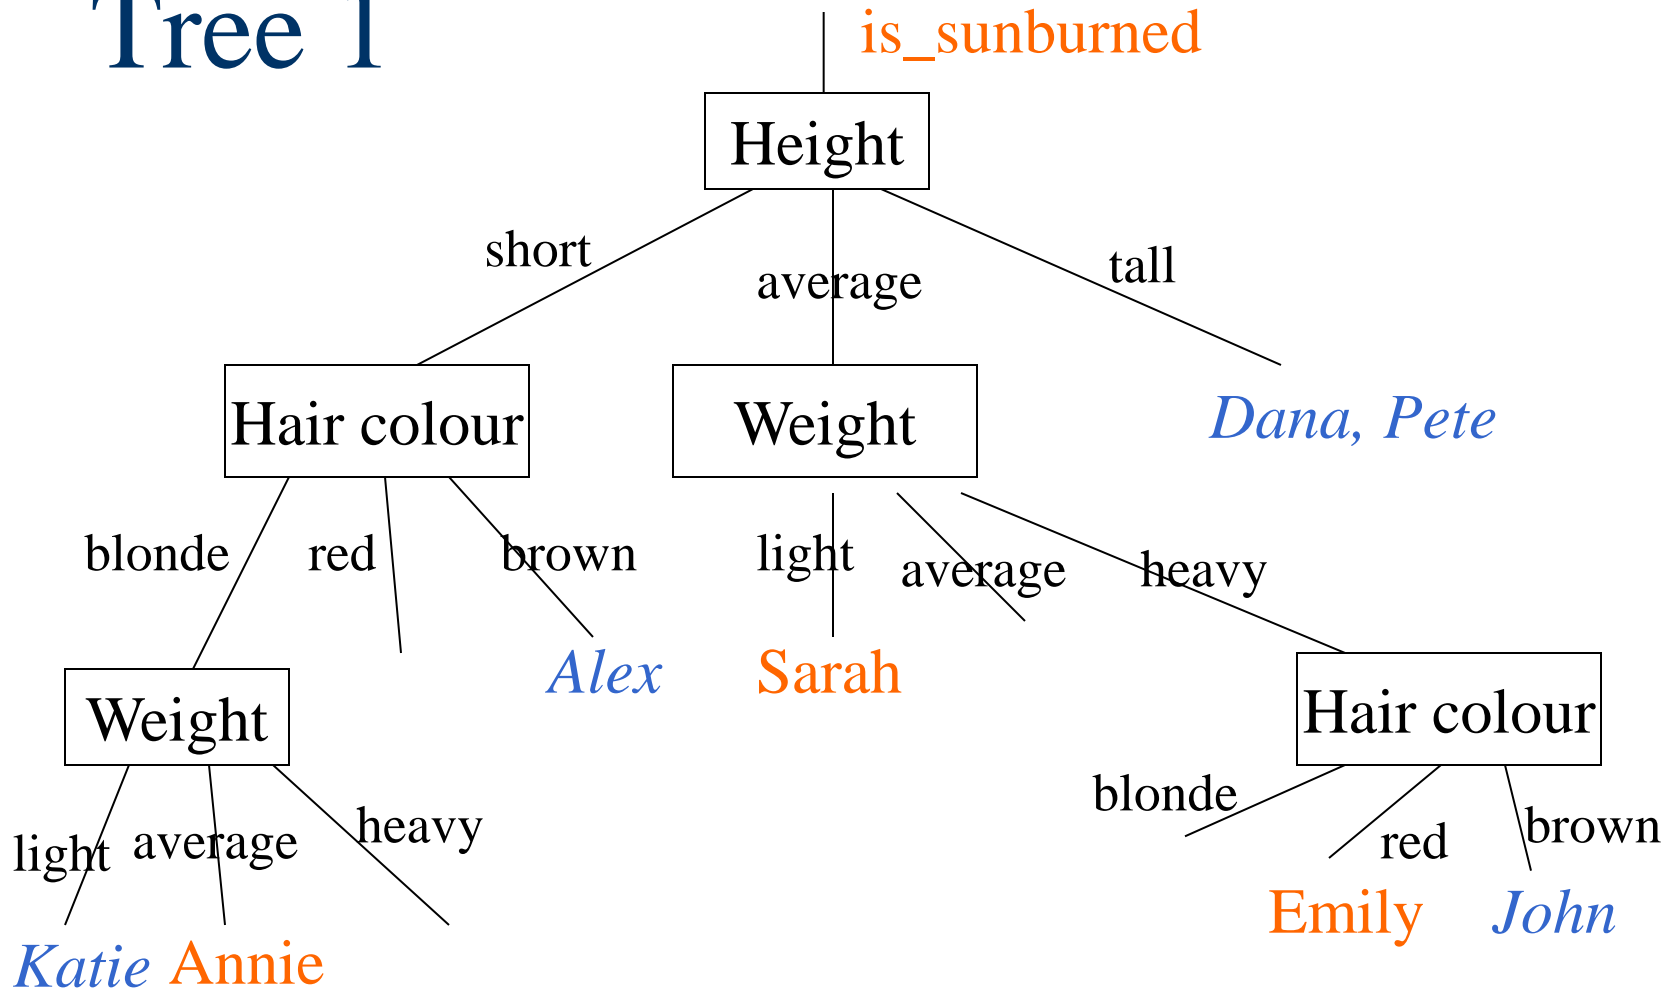 Tree 1
is_sunburned
Height
short
average
tall
Hair colour
Weight
Dana, Pete
blonde
red
brown
light
average
heavy
Alex
Sarah
Weight
Hair colour
light
average
heavy
blonde
red
brown
Katie
Annie
Emily
John